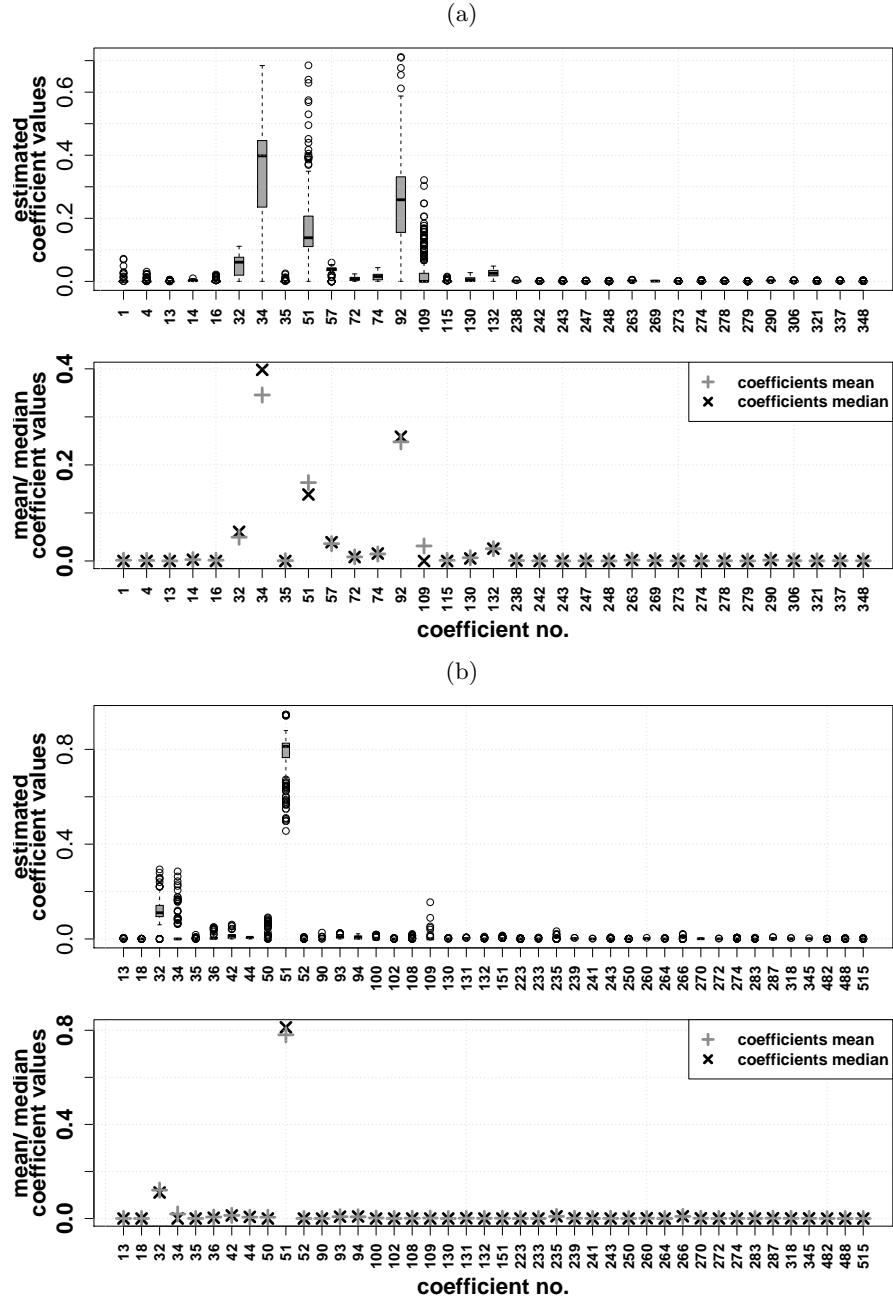 (a)
estimated
coefficient values
0.0 0.2 0.4 0.6
1 4 13 14 16 32 34 35 51 57 72 74 92 109 115 130 132 238 242 243 247 248 263 269 273 274 278 279 290 306 321 337 348
mean/ median
coefficient values
0.0 0.2 0.4
coefficients mean
coefficients median
1 4 13 14 16 32 34 35 51 57 72 74 92 109 115 130 132 238 242 243 247 248 263 269 273 274 278 279 290 306 321 337 348
coefficient no.
(b)
estimated
coefficient values
0.0 0.4 0.8
13 18 32 34 35 36 42 44 50 51 52 90 93 94 100 102 108 109 130 131 132 151 223 233 235 239 241 243 250 260 264 266 270 272 274 283 287 318 345 482 488 515
mean/ median
coefficient values
0.0 0.4 0.8
coefficients mean
coefficients median
13 18 32 34 35 36 42 44 50 51 52 90 93 94 100 102 108 109 130 131 132 151 223 233 235 239 241 243 250 260 264 266 270 272 274 283 287 318 345 482 488 515
coefficient no.